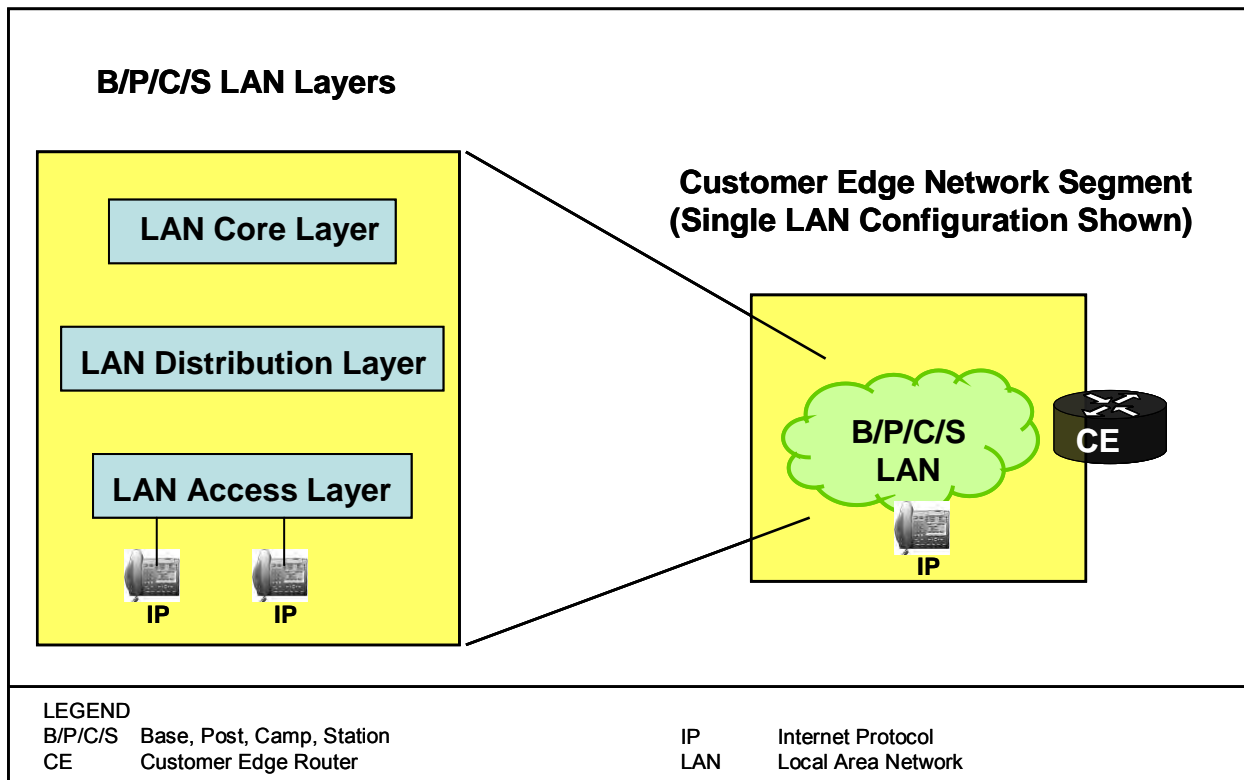 B/P/C/S LAN Layers
LAN Core Layer
LAN Distribution Layer
LAN Access Layer
IP
IP
Customer Edge Network Segment
(Single LAN Configuration Shown)
B/P/C/S
LAN
CE
IP
LEGEND
B/P/C/S Base, Post, Camp, Station
CE Customer Edge Router
IP Internet Protocol
LAN Local Area Network